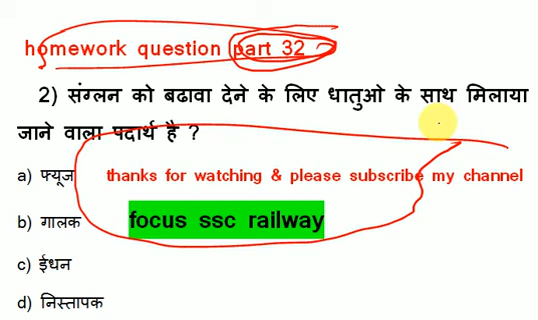 homework question part 32
2) संग्लन को बढावा देने के लिए धातुओ के साथ मिलाया
जाने वाला पदार्थ है ?
a) फ्यूज thanks for watching & please subscribe my channel
b) गालक focus ssc railway
c) ईधन
d) निस्तापक